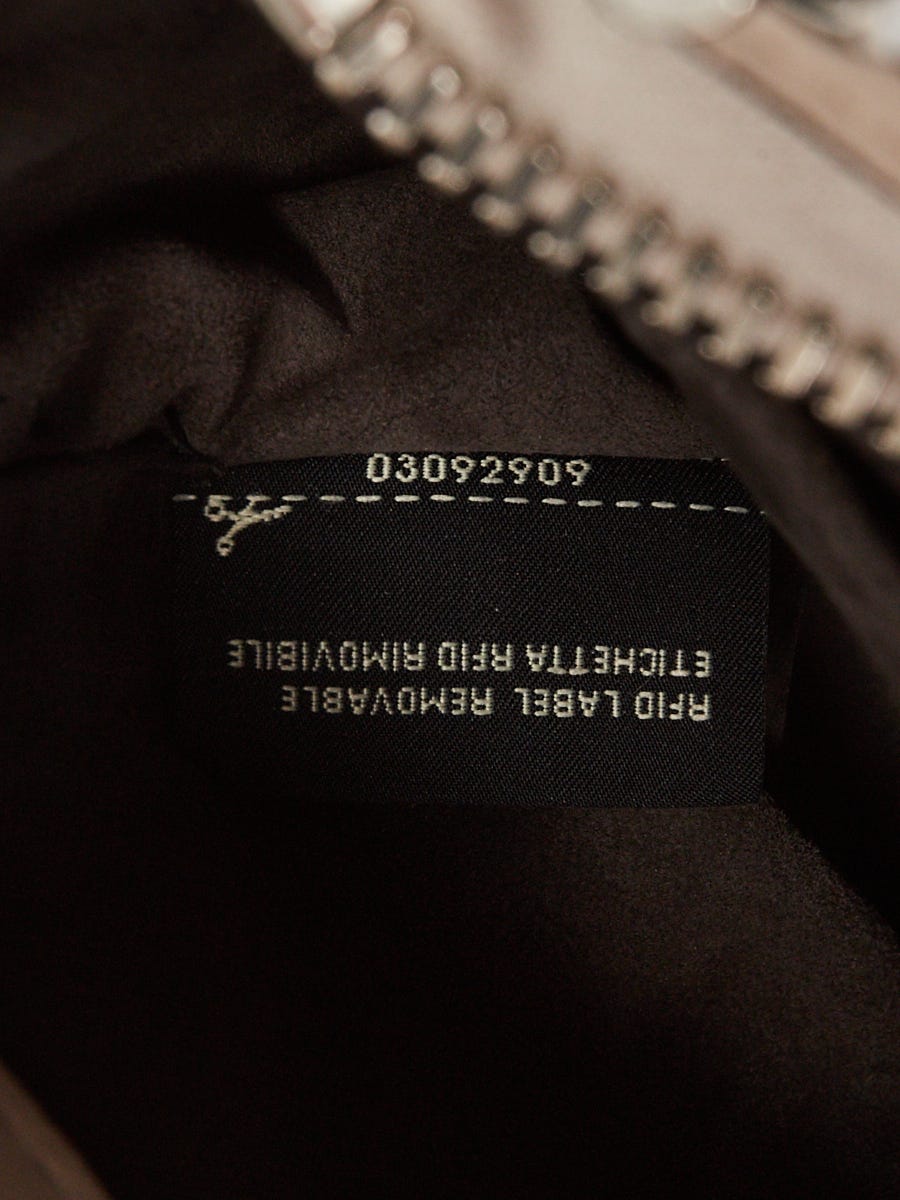 03092909
RFID LABEL REMOVABLE
ETICHETTA RFID RIMOVIBILE